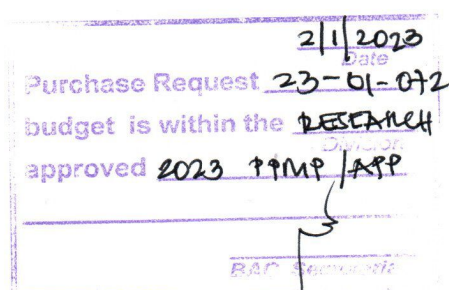 2/1/2023
Date
Purchase Request 23-01-072
budget is within the RESEARCH
DIVISION
approved 2023 PPMP/APP
BAC Secretariat